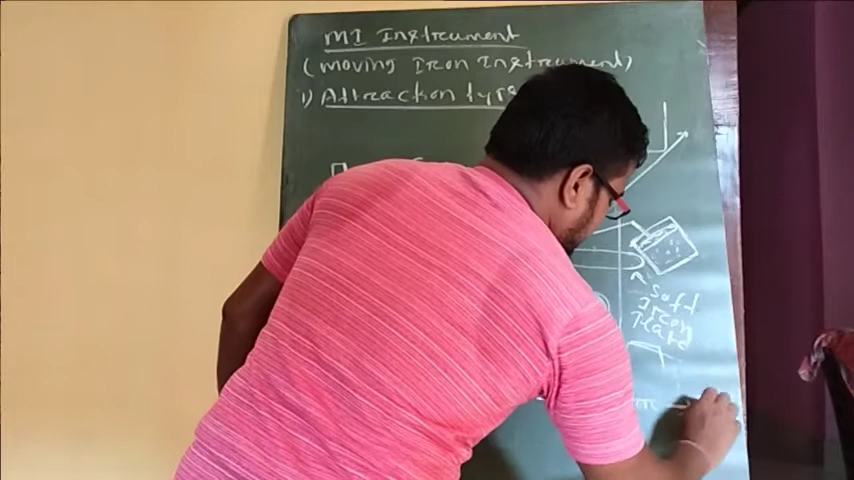 MI Instrument
(Moving Iron Instrument)
1) Attraction type
Soft
Iron
Plate